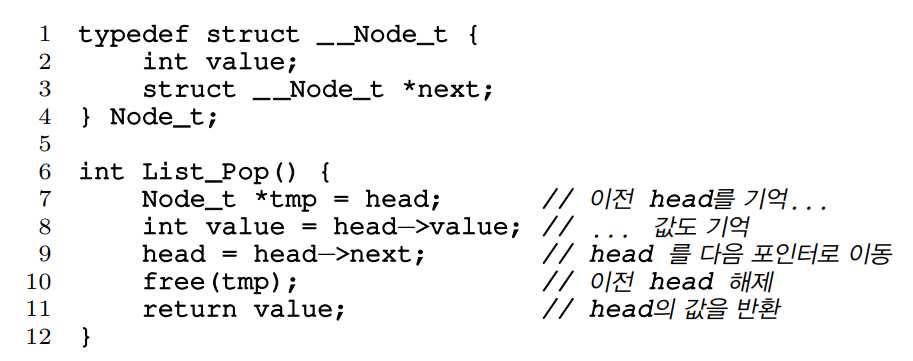 1 typedef struct __Node_t {
2     int value;
3     struct __Node_t *next;
4 } Node_t;
5
6 int List_Pop() {
7     Node_t *tmp = head;        // 이전 head를 기억...
8     int value = head->value; // ... 값도 기억
9     head = head->next;         // head 를 다음 포인터로 이동
10     free(tmp);                 // 이전 head 해제
11     return value;              // head의 값을 반환
12 }